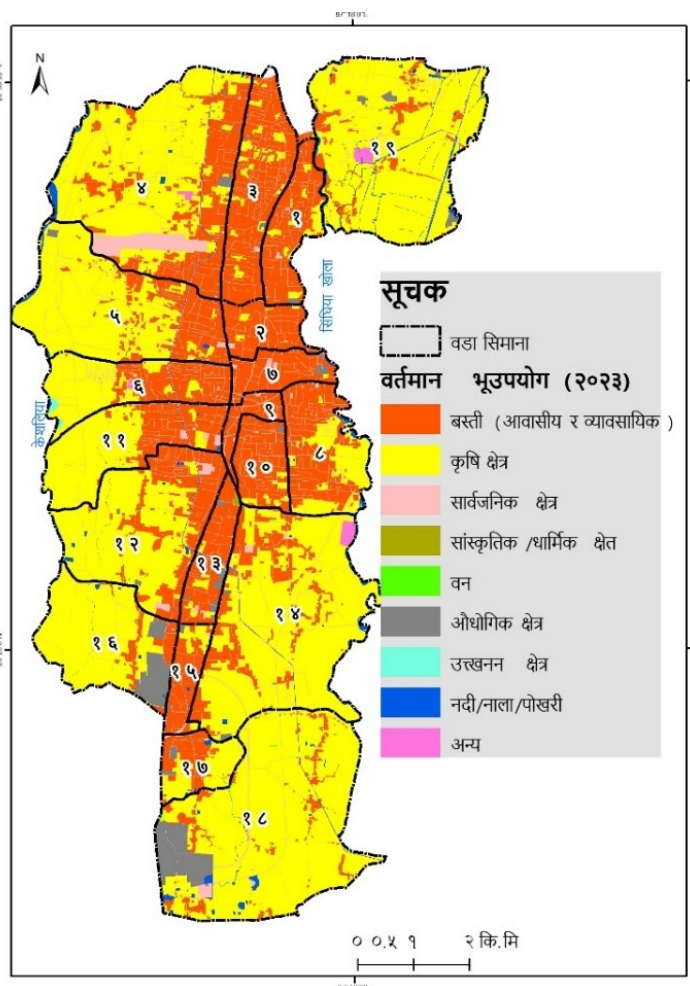 N
४
३
१
१९
५
२
सिंघिया खोला
६
७
केशलिया
९
११
८
१०
१२
१३
१४
१६
१५
१७
१८
सूचक
वडा सिमाना
वर्तमान भूउपयोग (२०२३)
बस्ती (आवासीय र व्यावसायिक )
कृषि क्षेत्र
सार्वजनिक क्षेत्र
सांस्कृतिक /धार्मिक क्षेत
वन
औधोगिक क्षेत्र
उत्खनन क्षेत्र
नदी/नाला/पोखरी
अन्य
० ०.५ १ २ कि.मि